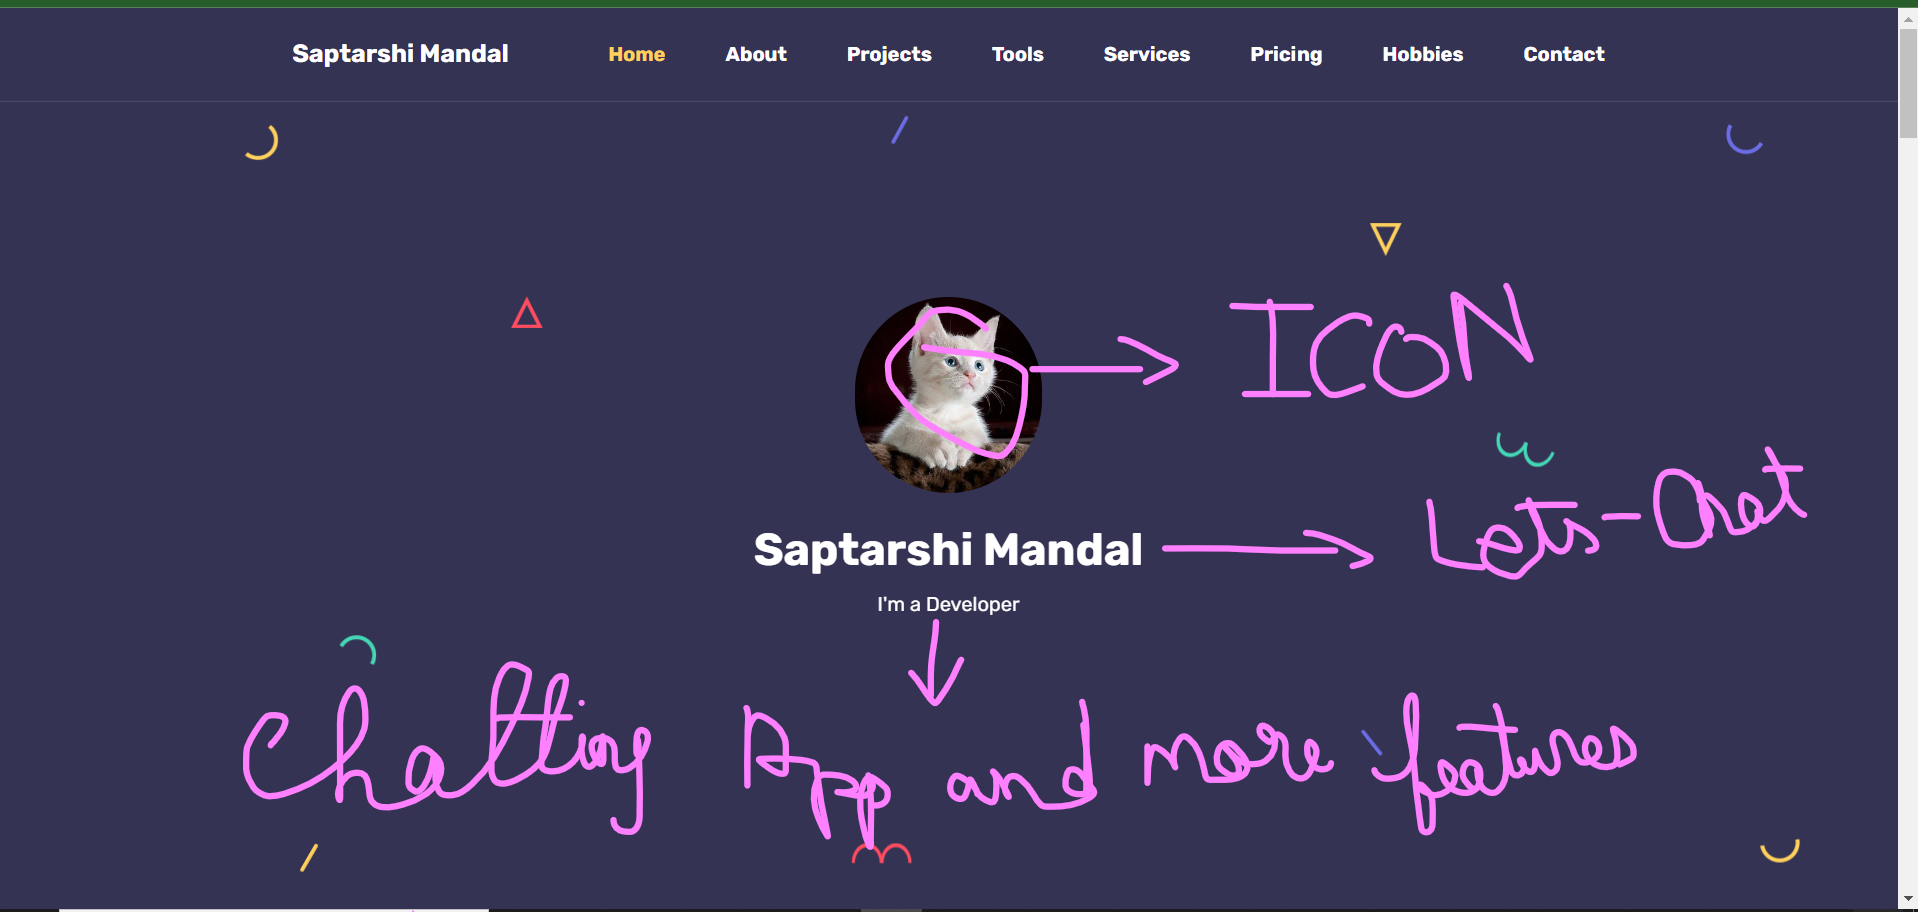 Saptarshi Mandal Home About Projects Tools Services Pricing Hobbies Contact
ICON
Lets-Chat
Saptarshi Mandal
I'm a Developer
Chatting App and more features